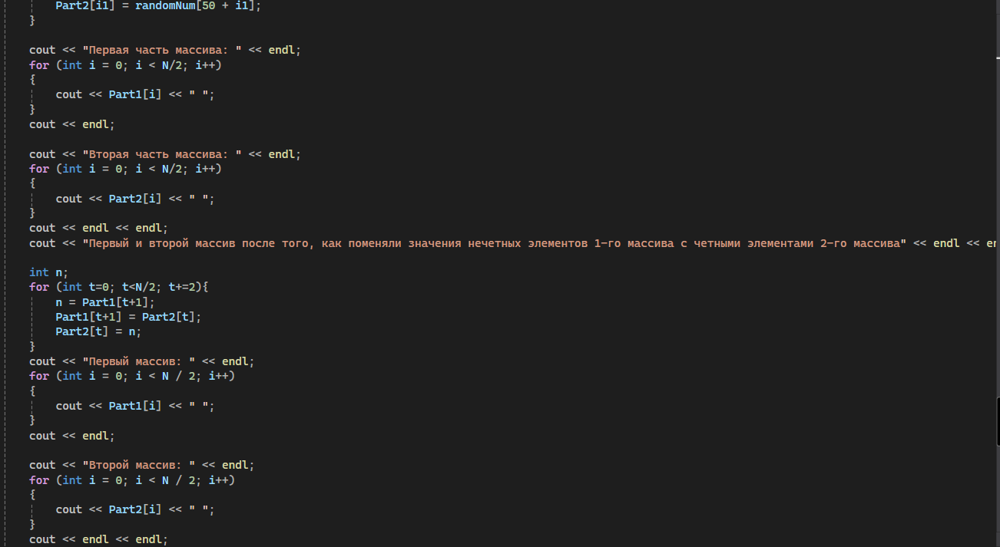 Part2[i1] = randomNum[50 + i1];
}
cout << "Первая часть массива: " << endl;
for (int i = 0; i < N/2; i++)
{
cout << Part1[i] << " ";
}
cout << endl;
cout << "Вторая часть массива: " << endl;
for (int i = 0; i < N/2; i++)
{
cout << Part2[i] << " ";
}
cout << endl << endl;
cout << "Первый и второй массив после того, как поменяли значения нечетных элементов 1-го массива с четными элементами 2-го массива" << endl <<
int n;
for (int t=0; t<N/2; t+=2){
n = Part1[t+1];
Part1[t+1] = Part2[t];
Part2[t] = n;
}
cout << "Первый массив: " << endl;
for (int i = 0; i < N / 2; i++)
{
cout << Part1[i] << " ";
}
cout << endl;
cout << "Второй массив: " << endl;
for (int i = 0; i < N / 2; i++)
{
cout << Part2[i] << " ";
}
cout << endl << endl;